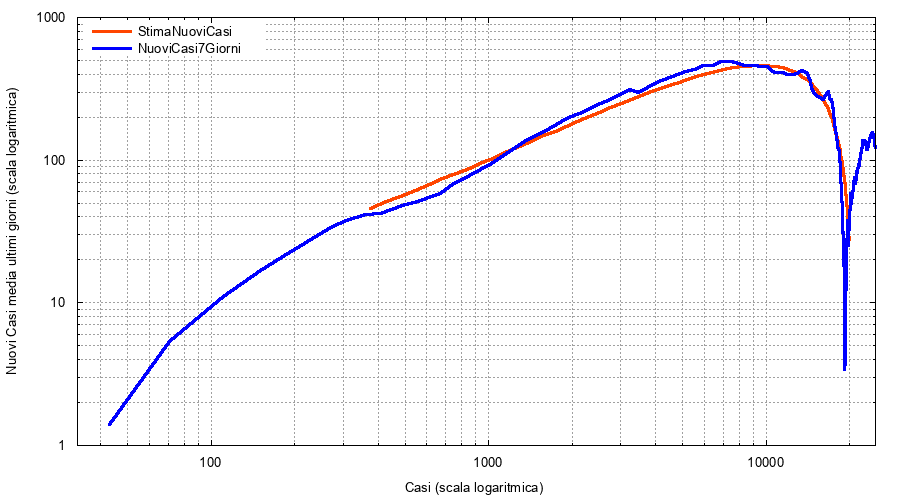 1000
StimaNuoviCasi
NuoviCasi7Giorni
Nuovi Casi media ultimi giorni (scala logaritmica)
100
10
1
100
1000
10000
Casi (scala logaritmica)